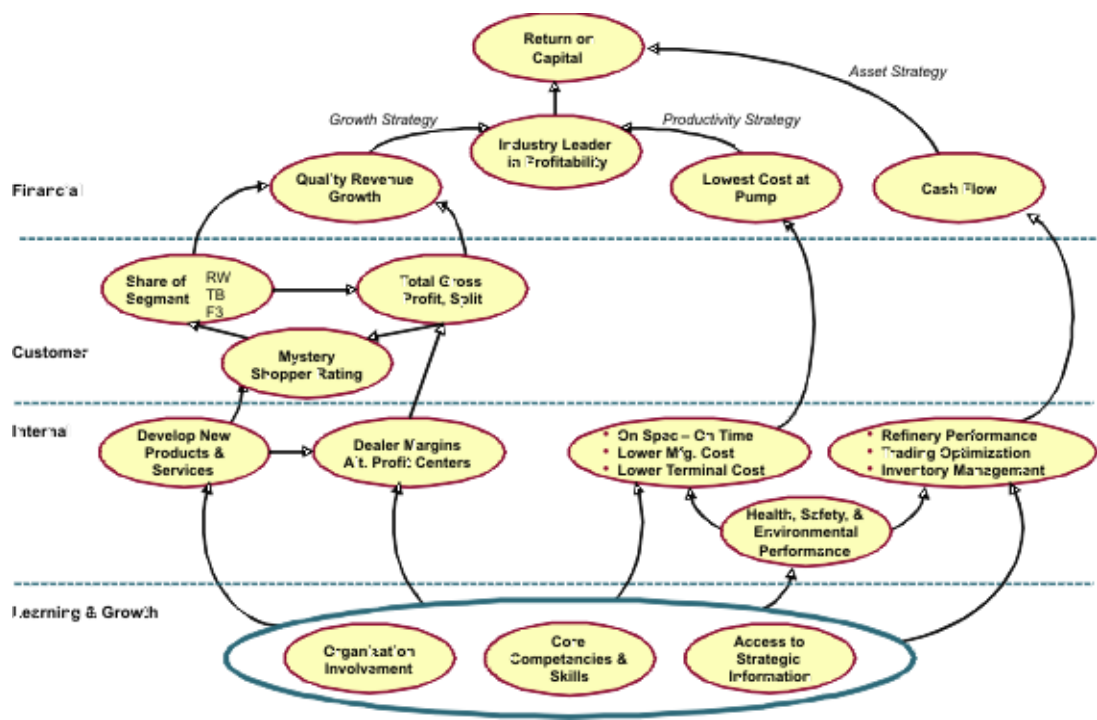 Return on
Capital
Asset Strategy
Growth Strategy
Productivity Strategy
Industry Leader
in Profitability
Financial
Quality Revenue
Growth
Lowest Cost at
Pump
Cash Flow
Share of
Segment
RW
TB
F3
Total Gross
Profit, Split
Customer
Mystery
Shopper Rating
Internal
Develop New
Products &
Services
Dealer Margins
Alt. Profit Centers
• On Spec – On Time
• Lower Mfg. Cost
• Lower Terminal Cost
• Refinery Performance
• Trading Optimization
• Inventory Management
Health, Safety, &
Environmental
Performance
Learning & Growth
Organization
Involvement
Core
Competencies &
Skills
Access to
Strategic
Information